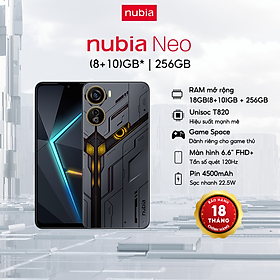 nubia
nubia Neo
(8+10)GB* | 256GB
RAM mở rộng
18GB(8+10)GB + 256GB
Unisoc T820
Hiệu suất mạnh mẽ
Game Space
Dành riêng cho game thủ
Màn hình 6.6" FHD+
Tần số quét 120Hz
Pin 4500mAh
Sạc nhanh 22.5W
nubia
BẢO HÀNH
18
THÁNG
CHÍNH HÃNG